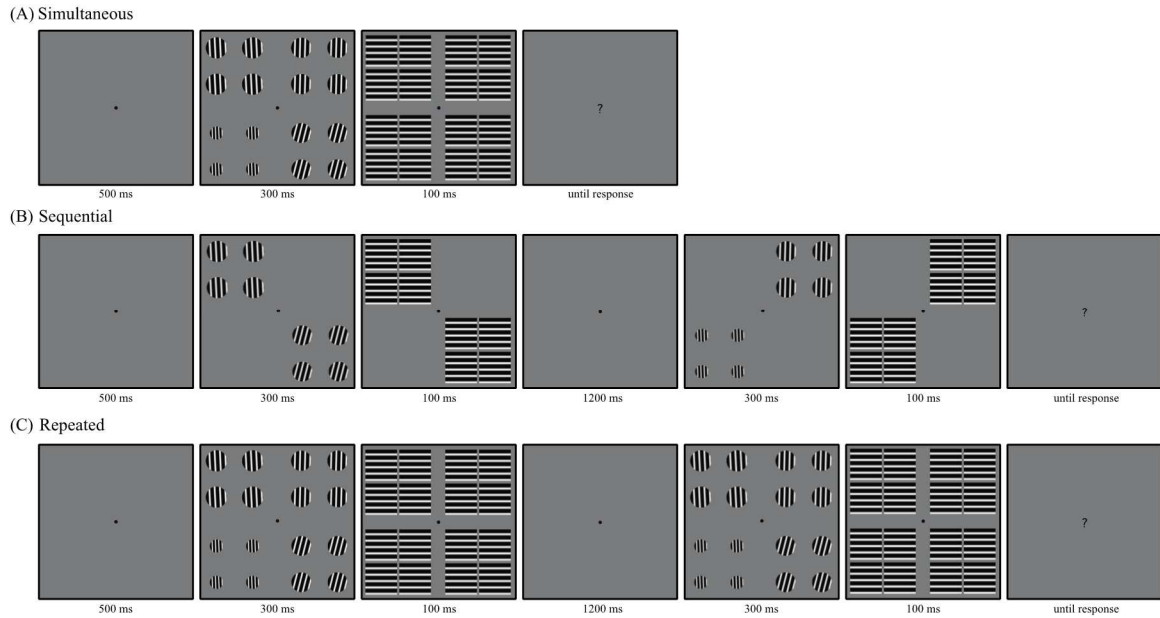 (A) Simultaneous
?
500 ms 300 ms 100 ms until response
(B) Sequential
?
500 ms 300 ms 100 ms 1200 ms 300 ms 100 ms until response
(C) Repeated
?
500 ms 300 ms 100 ms 1200 ms 300 ms 100 ms until response